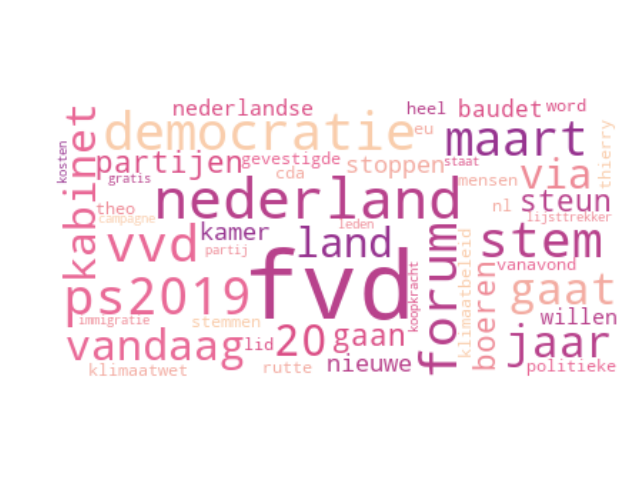 nederlandse heel baudet word
democratie eu maart thierry
kabinet kosten partijen gevestigde stoppen staat via
gratis cda mensen
theo nederland nl steun
campagne leden lijsttrekker
vvd kamer land forum stem
partij klimaatbeleid boeren vanavond
ps2019 fvd koopkracht gaat
immigratie stemmen willen
vandaag lid 20 gaan jaar
klimaatwet rutte nieuwe politieke